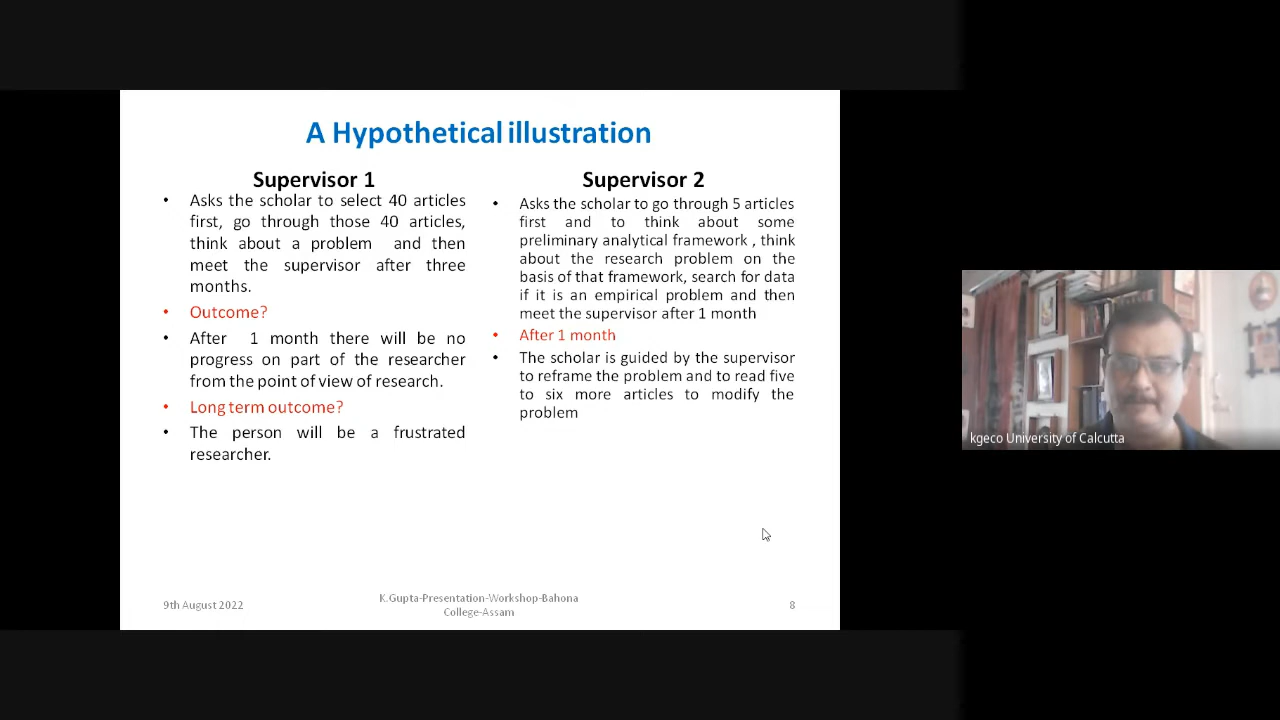 A Hypothetical illustration
Supervisor 1
• Asks the scholar to select 40 articles
first, go through those 40 articles,
think about a problem and then
meet the supervisor after three
months.
• Outcome?
• After 1 month there will be no
progress on part of the researcher
from the point of view of research.
• Long term outcome?
• The person will be a frustrated
researcher.
Supervisor 2
• Asks the scholar to go through 5 articles
first and to think about some
preliminary analytical framework , think
about the research problem on the
basis of that framework, search for data
if it is an empirical problem and then
meet the supervisor after 1 month
• After 1 month
• The scholar is guided by the supervisor
to reframe the problem and to read five
to six more articles to modify the
problem
9th August 2022
K.Gupta-Presentation-Workshop-Bahona
College-Assam
8
kgeco University of Calcutta